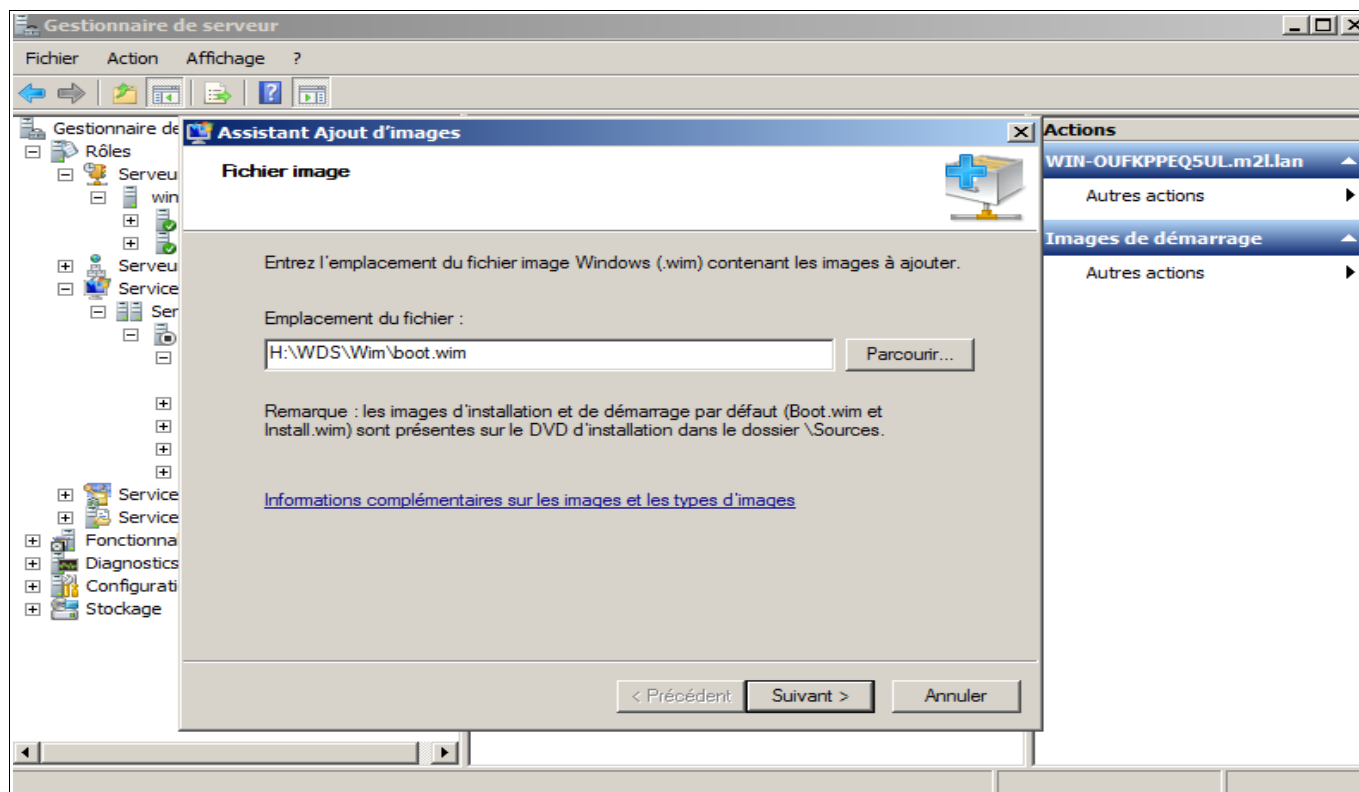 Gestionnaire de serveur
Fichier Action Affichage ?
Gestionnaire de
Rôles
Serveu
win
Serveu
Service
Ser
Service
Service
Fonctionna
Diagnostics
Configurati
Stockage
Assistant Ajout d'images
Fichier image
Entrez l'emplacement du fichier image Windows (.wim) contenant les images à ajouter.
Emplacement du fichier :
H:\WDS\Wim\boot.wim
Parcourir...
Remarque : les images d'installation et de démarrage par défaut (Boot.wim et
Install.wim) sont présentes sur le DVD d'installation dans le dossier \Sources.
Informations complémentaires sur les images et les types d'images
< Précédent Suivant > Annuler
Actions
WIN-OUFKPPEQ5UL.m2l.lan
Autres actions
Images de démarrage
Autres actions